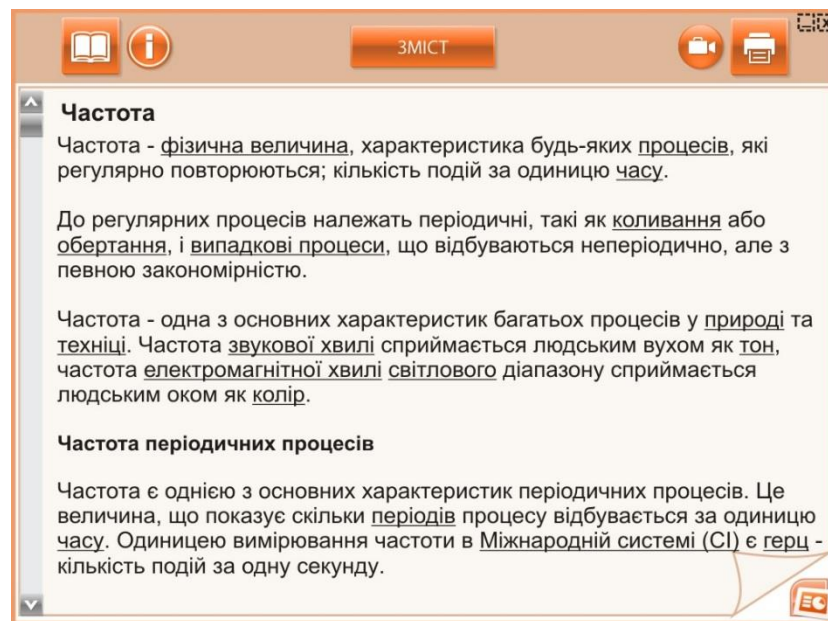 ЗМІСТ
Частота
Частота - фізична величина, характеристика будь-яких процесів, які
регулярно повторюються; кількість подій за одиницю часу.
До регулярних процесів належать періодичні, такі як коливання або
обертання, і випадкові процеси, що відбуваються неперіодично, але з
певною закономірністю.
Частота - одна з основних характеристик багатьох процесів у природі та
техніці. Частота звукової хвилі сприймається людським вухом як тон,
частота електромагнітної хвилі світлового діапазону сприймається
людським оком як колір.
Частота періодичних процесів
Частота є однією з основних характеристик періодичних процесів. Це
величина, що показує скільки періодів процесу відбувається за одиницю
часу. Одиницею вимірювання частоти в Міжнародній системі (СІ) є герц -
кількість подій за одну секунду.